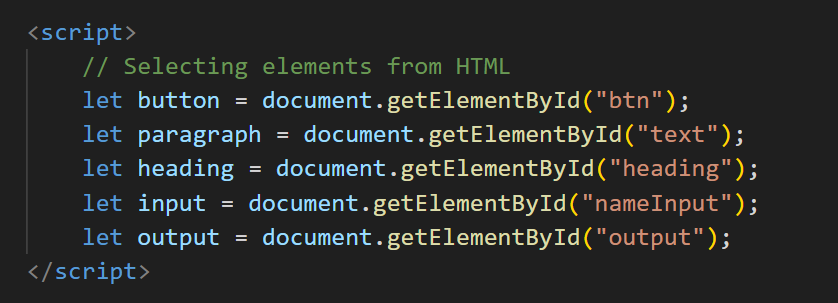 <script>
// Selecting elements from HTML
let button = document.getElementById("btn");
let paragraph = document.getElementById("text");
let heading = document.getElementById("heading");
let input = document.getElementById("nameInput");
let output = document.getElementById("output");
</script>